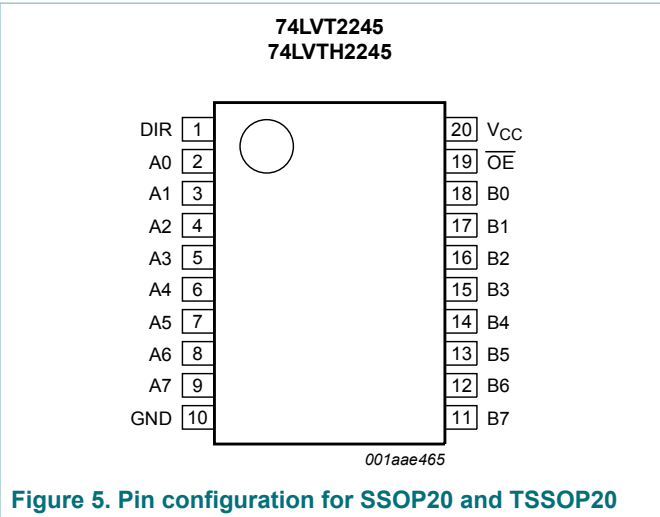 74LVT2245
74LVTH2245
DIR 1 20 VCC
A0 2 19 OE
A1 3 18 B0
A2 4 17 B1
A3 5 16 B2
A4 6 15 B3
A5 7 14 B4
A6 8 13 B5
A7 9 12 B6
GND 10 11 B7
001aae465
Figure 5. Pin configuration for SSOP20 and TSSOP20